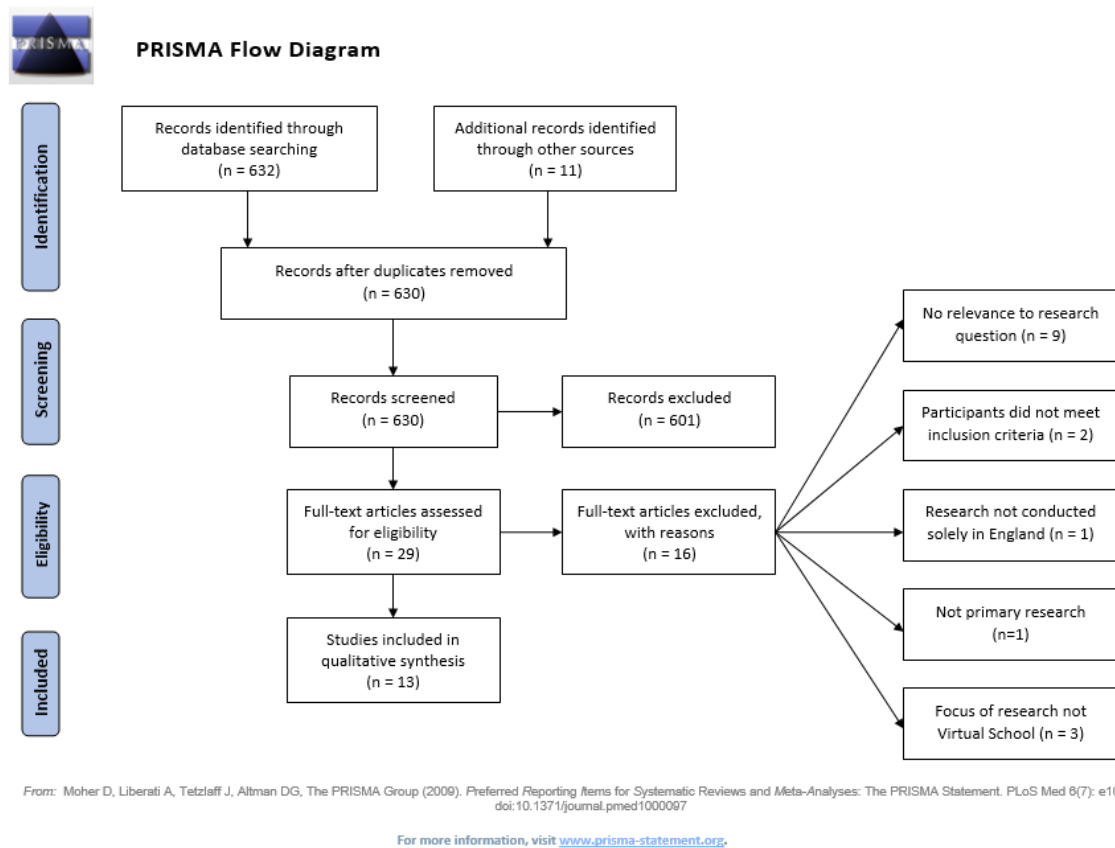 PRISMA
PRISMA Flow Diagram
Identification
Records identified through
database searching
(n = 632)
Additional records identified
through other sources
(n = 11)
Records after duplicates removed
(n = 630)
Screening
Records screened
(n = 630)
Records excluded
(n = 601)
Eligibility
Full-text articles assessed
for eligibility
(n = 29)
Full-text articles excluded,
with reasons
(n = 16)
No relevance to research
question (n = 9)
Participants did not meet
inclusion criteria (n = 2)
Research not conducted
solely in England (n = 1)
Not primary research
(n=1)
Focus of research not
Virtual School (n = 3)
Included
Studies included in
qualitative synthesis
(n = 13)
From: Moher D, Liberati A, Tetzlaff J, Altman DG, The PRISMA Group (2009). Preferred Reporting Items for Systematic Reviews and Meta-Analyses: The PRISMA Statement. PLoS Med 6(7): e10
doi:10.1371/journal.pmed1000097
For more information, visit www.prisma-statement.org.